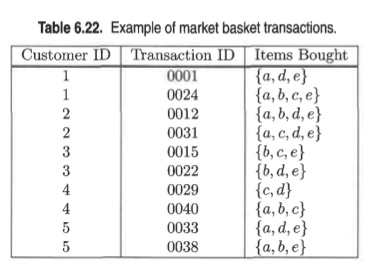 Table 6.22. Example of market basket transactions.
Customer ID Transaction ID Items Bought
1 0001 {a, d, e}
1 0024 {a, b, c, e}
2 0012 {a, b, d, e}
2 0031 {a, c, d, e}
3 0015 {b, c, e}
3 0022 {b, d, e}
4 0029 {c, d}
4 0040 {a, b, c}
5 0033 {a, d, e}
5 0038 {a, b, e}